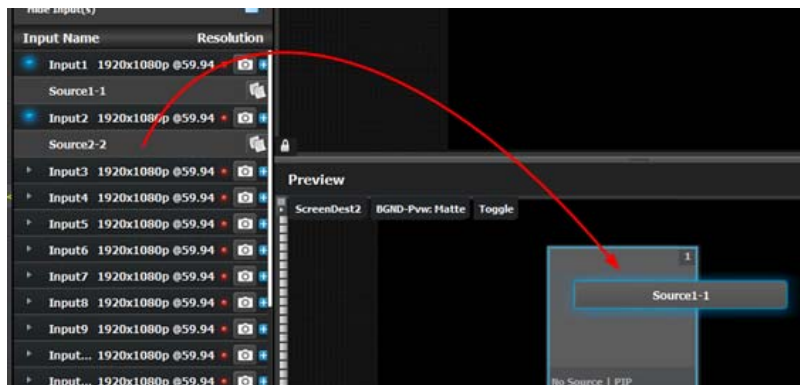 Hide Input(s)
Input Name Resolution
Input1 1920x1080p @59.94
Source1-1
Input2 1920x1080p @59.94
Source2-2
Input3 1920x1080p @59.94
Input4 1920x1080p @59.94
Input5 1920x1080p @59.94
Input6 1920x1080p @59.94
Input7 1920x1080p @59.94
Input8 1920x1080p @59.94
Input9 1920x1080p @59.94
Input... 1920x1080p @59.94
Input... 1920x1080p @59.94
Preview
ScreenDest2 BGND-Pvw: Matte Toggle
1
Source1-1
No Source | PIP